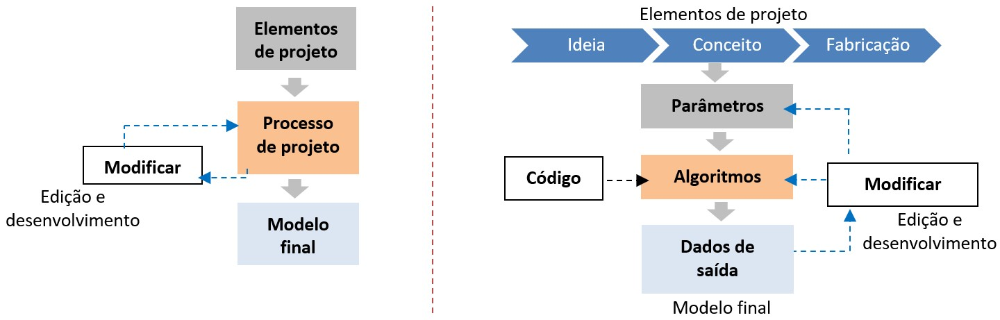 Elementos
de projeto
Processo
de projeto
Modificar
Edição e
desenvolvimento
Modelo
final
Elementos de projeto
Ideia
Conceito
Fabricação
Parâmetros
Código
Algoritmos
Modificar
Edição e
desenvolvimento
Dados de
saída
Modelo final